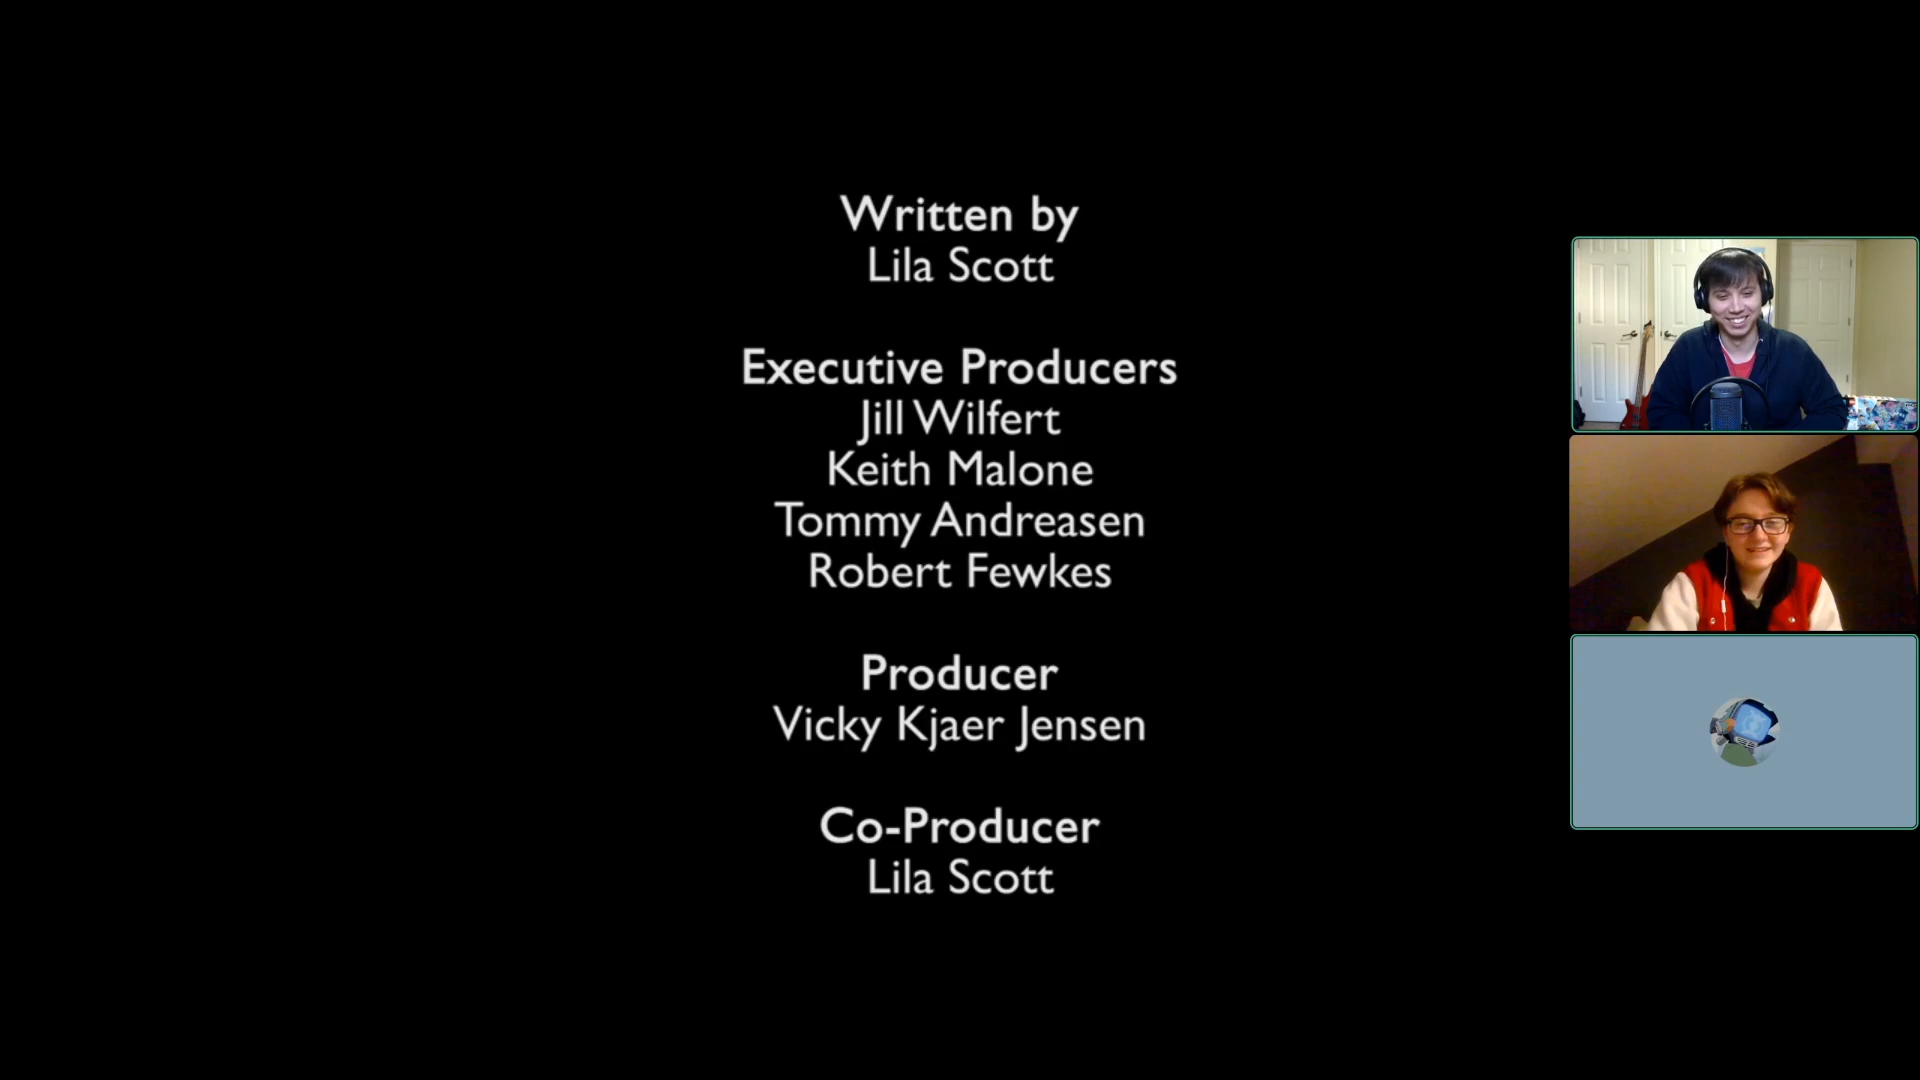 Written by
Lila Scott
Executive Producers
Jill Wilfert
Keith Malone
Tommy Andreasen
Robert Fewkes
Producer
Vicky Kjaer Jensen
Co-Producer
Lila Scott